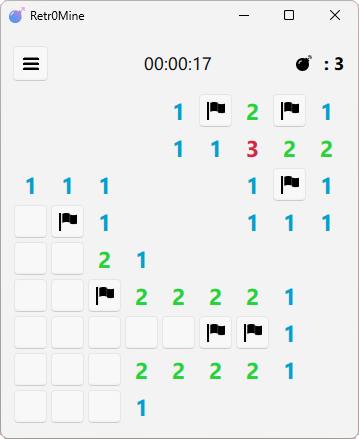 Retr0Mine
00:00:17 : 3
1 2 1
1 1 3 2 2
1 1 1 1 1
1 1 1 1
2 1
2 2 2 2 1
1
2 2 2 2 1
1